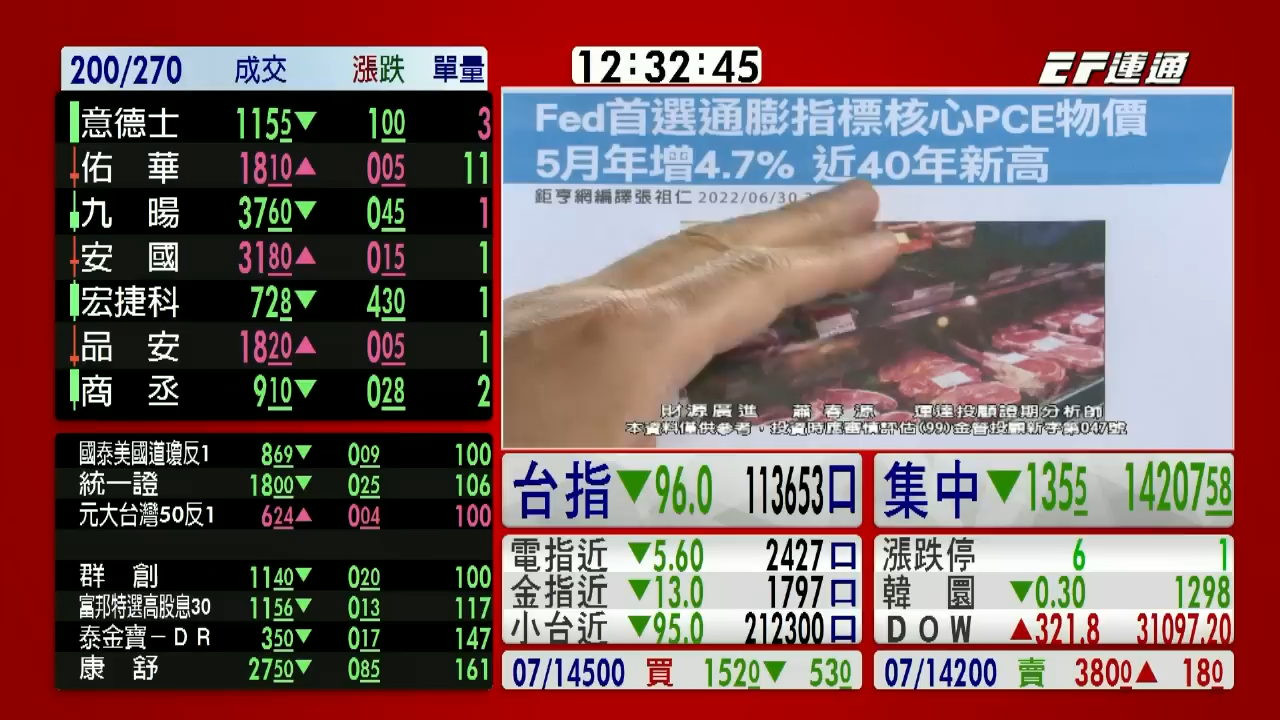 200/270 成交 漲跌 單量
意德士 1155▼ 100 3
佑華 1810▲ 005 11
九暘 3760▼ 045 1
安國 3180▲ 015 1
宏捷科 728▼ 430 1
品安 1820▲ 005 1
商丞 910▼ 028 2
國泰美國道瓊反1 869▼ 009 100
統一證 1800▼ 025 106
元大台灣50反1 624▲ 004 100
群創 1140▼ 020 100
富邦特選高股息30 1156▼ 013 117
泰金寶－DR 350▼ 017 147
康舒 2750▼ 085 161
12:32:45
EF運通
Fed首選通膨指標核心PCE物價
5月年增4.7% 近40年新高
鉅亨網編譯張祖仁 2022/06/30
財源廣進 蕭春源 運達投顧證期分析師
本資料僅供參考，投資時應審慎評估(99)金管投顧新字第047號
台指▼96.0 113653口
電指近 ▼5.60 2427口
金指近 ▼13.0 1797口
小台近 ▼95.0 212300口
07/14500 買 1520▼ 530
集中▼1355 1420758
漲跌停 6 1
韓圜 ▼0.30 1298
DOW ▲321.8 31097.20
07/14200 賣 3800▲ 180